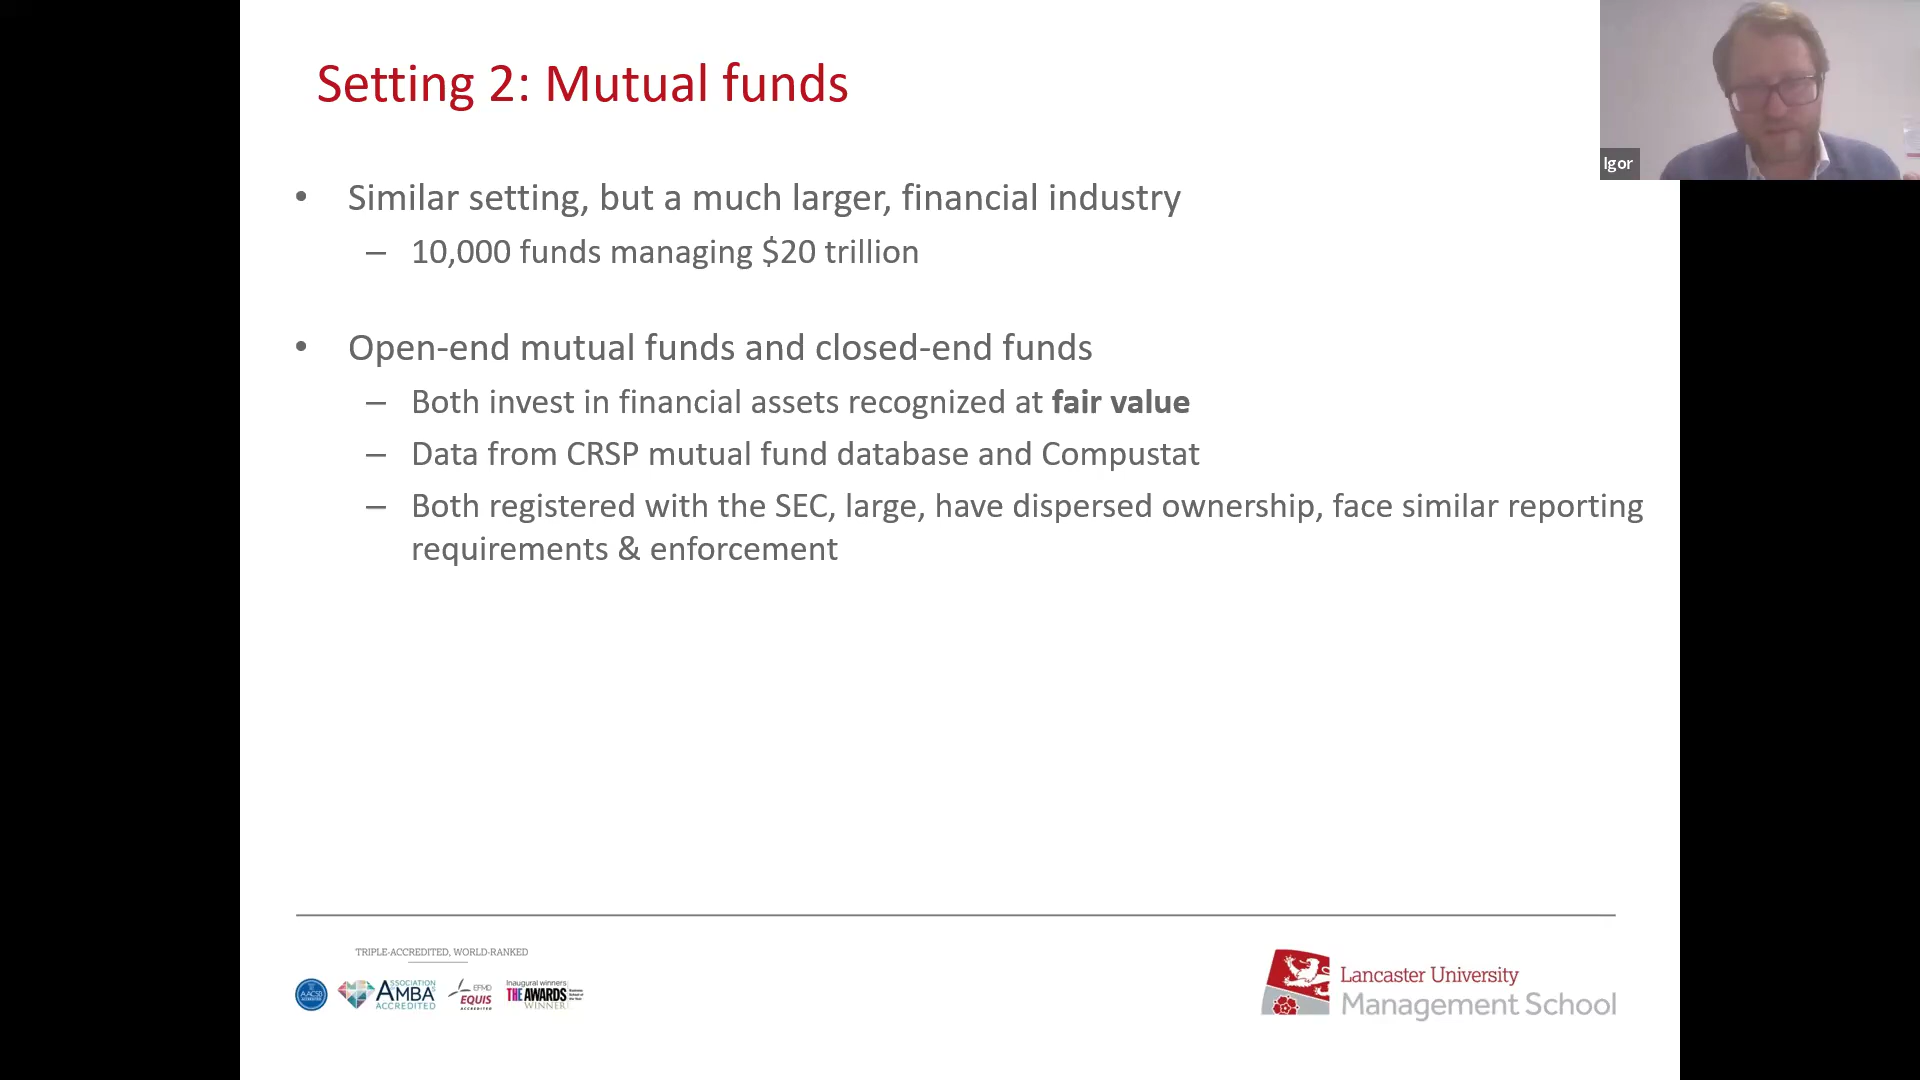 Setting 2: Mutual funds
Igor
• Similar setting, but a much larger, financial industry
– 10,000 funds managing $20 trillion
• Open-end mutual funds and closed-end funds
– Both invest in financial assets recognized at fair value
– Data from CRSP mutual fund database and Compustat
– Both registered with the SEC, large, have dispersed ownership, face similar reporting
requirements & enforcement
TRIPLE-ACCREDITED, WORLD-RANKED
AACSB
ACCREDITED
ASSOCIATION
AMBA
ACCREDITED
EFMD
EQUIS
ACCREDITED
Inaugural winners
THE AWARDS
WINNER
Lancaster University
Management School